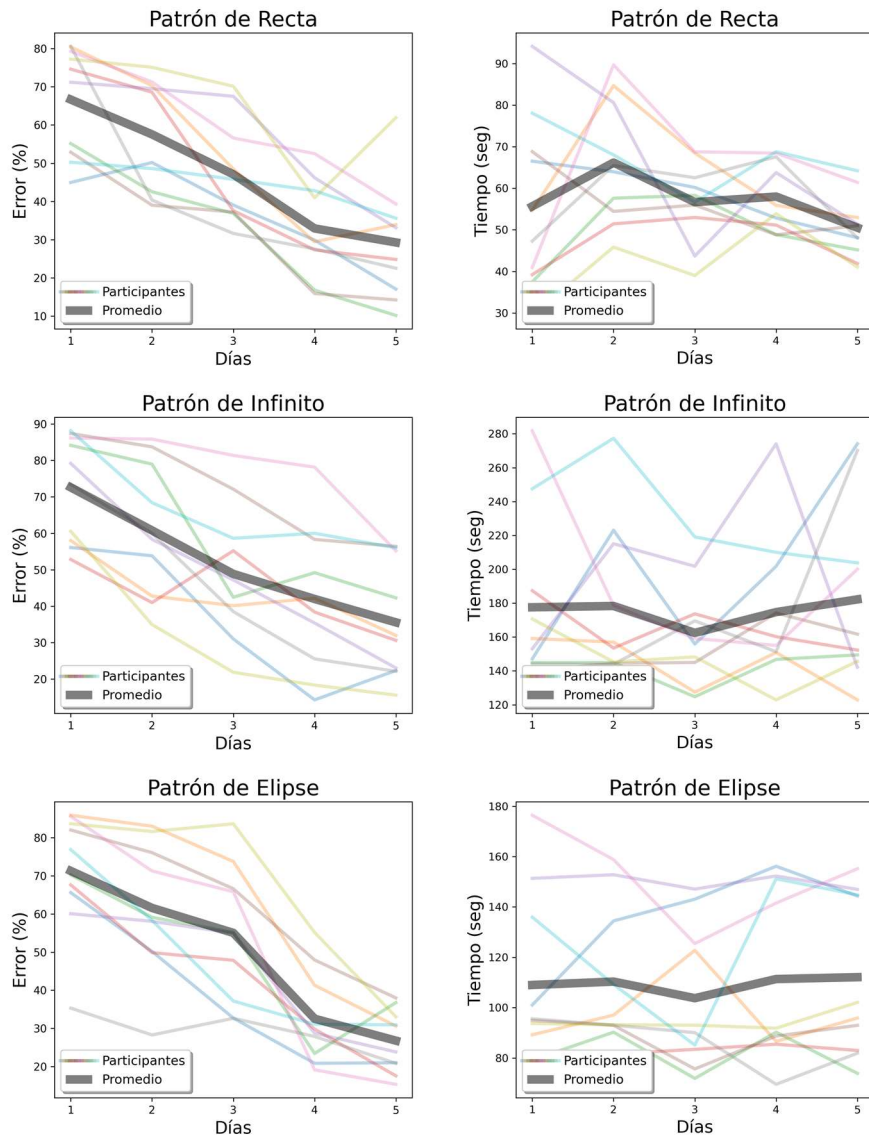 Patrón de Recta
Error (%)
80
70
60
50
40
30
20
10
Participantes
Promedio
1 2 3 4 5
Días
Patrón de Recta
Tiempo (seg)
90
80
70
60
50
40
30
Participantes
Promedio
1 2 3 4 5
Días
Patrón de Infinito
Error (%)
90
80
70
60
50
40
30
20
Participantes
Promedio
1 2 3 4 5
Días
Patrón de Infinito
Tiempo (seg)
280
260
240
220
200
180
160
140
120
Participantes
Promedio
1 2 3 4 5
Días
Patrón de Elipse
Error (%)
80
70
60
50
40
30
20
Participantes
Promedio
1 2 3 4 5
Días
Patrón de Elipse
Tiempo (seg)
180
160
140
120
100
80
Participantes
Promedio
1 2 3 4 5
Días